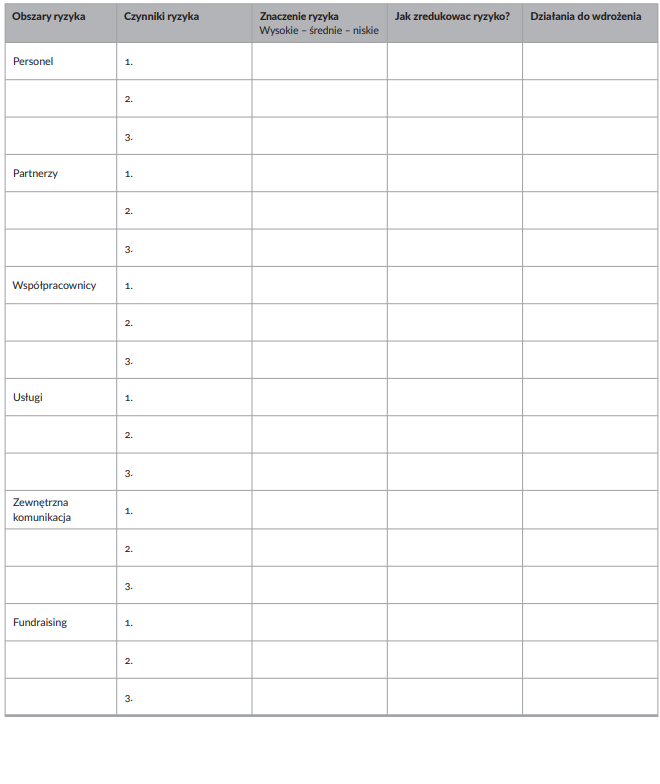 Obszary ryzyka Czynniki ryzyka Znaczenie ryzyka Jak zredukowac ryzyko? Działania do wdrożenia
Wysokie – średnie – niskie
Personel 1.
2.
3.
Partnerzy 1.
2.
3.
Współpracownicy 1.
2.
3.
Usługi 1.
2.
3.
Zewnętrzna
komunikacja 1.
2.
3.
Fundraising 1.
2.
3.